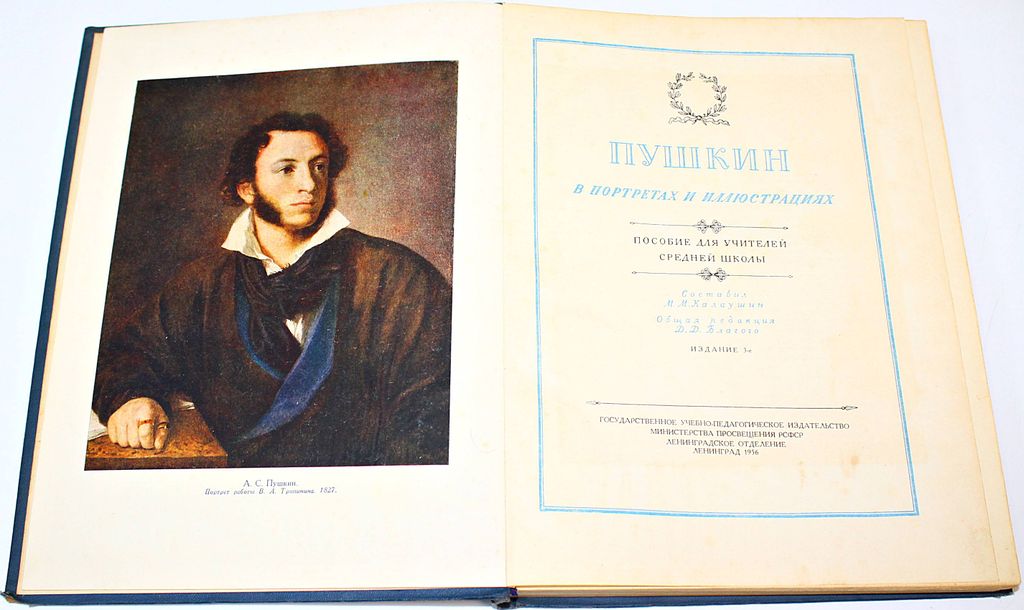 А. С. Пушкин.
Портрет работы В. А. Тропинина. 1827.
ПУШКИН
В ПОРТРЕТАХ И ИЛЛЮСТРАЦИЯХ
ПОСОБИЕ ДЛЯ УЧИТЕЛЕЙ
СРЕДНЕЙ ШКОЛЫ
Составил
М.М.Калаушин
Общая редакция
Д.Д.Благого
ИЗДАНИЕ 3-е
ГОСУДАРСТВЕННОЕ УЧЕБНО-ПЕДАГОГИЧЕСКОЕ ИЗДАТЕЛЬСТВО
МИНИСТЕРСТВА ПРОСВЕЩЕНИЯ РСФСР
ЛЕНИНГРАДСКОЕ ОТДЕЛЕНИЕ
ЛЕНИНГРАД 1956